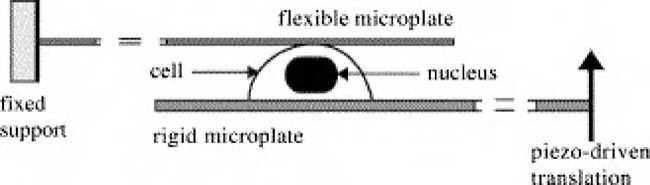 flexible microplate
cell
nucleus
fixed
support
rigid microplate
piezo-driven
translation